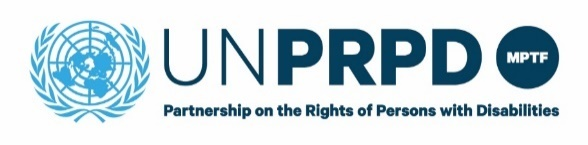 UNPRPD MPTF
Partnership on the Rights of Persons with Disabilities